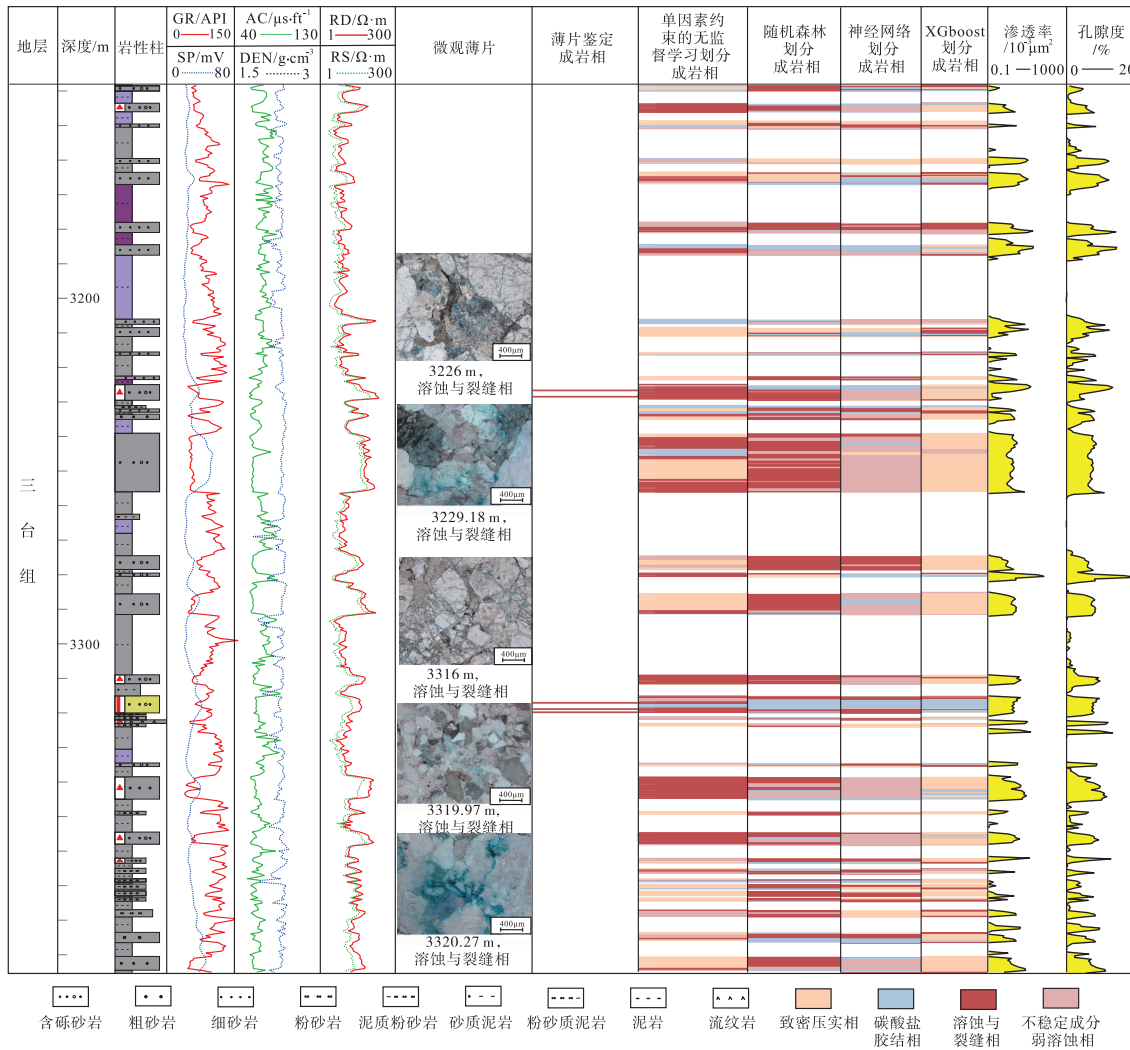 地层
深度/m
岩性柱
GR/API
0 150
SP/mV
0 80
AC/μs·ft⁻¹
40 130
DEN/g·cm⁻³
1.5 3
RD/Ω·m
1 300
RS/Ω·m
1 300
微观薄片
薄片鉴定
成岩相
单因素约
束的无监
督学习划分
成岩相
随机森林
划分
成岩相
神经网络
划分
成岩相
XGboost
划分
成岩相
渗透率
/10⁻³μm²
0.1 1000
孔隙度
/%
0 20
三
台
组
3200
3300
400μm
3226 m,
溶蚀与裂缝相
400μm
3229.18 m,
溶蚀与裂缝相
400μm
3316 m,
溶蚀与裂缝相
400μm
3319.97 m,
溶蚀与裂缝相
400μm
3320.27 m,
溶蚀与裂缝相
含砾砂岩
粗砂岩
细砂岩
粉砂岩
泥质粉砂岩
砂质泥岩
粉砂质泥岩
泥岩
流纹岩
致密压实相
碳酸盐
胶结相
溶蚀与
裂缝相
不稳定成分
弱溶蚀相